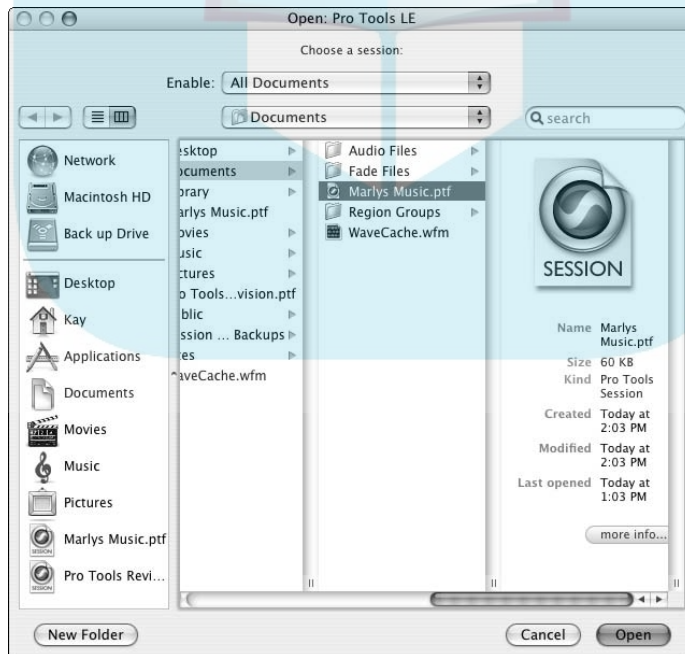 Open: Pro Tools LE
Choose a session:
Enable: All Documents
Documents
search
Network
Macintosh HD
Back up Drive
Desktop
Kay
Applications
Documents
Movies
Music
Pictures
Marlys Music.ptf
Pro Tools Revi...
esktop
ocuments
brary
arlys Music.ptf
ovies
usic
ctures
o Tools...vision.ptf
blic
ssion ... Backups
tes
aveCache.wfm
Audio Files
Fade Files
Marlys Music.ptf
Region Groups
WaveCache.wfm
SESSION
Name Marlys
Music.ptf
Size 60 KB
Kind Pro Tools
Session
Created Today at
2:03 PM
Modified Today at
2:03 PM
Last opened Today at
1:03 PM
more info...
New Folder
Cancel
Open